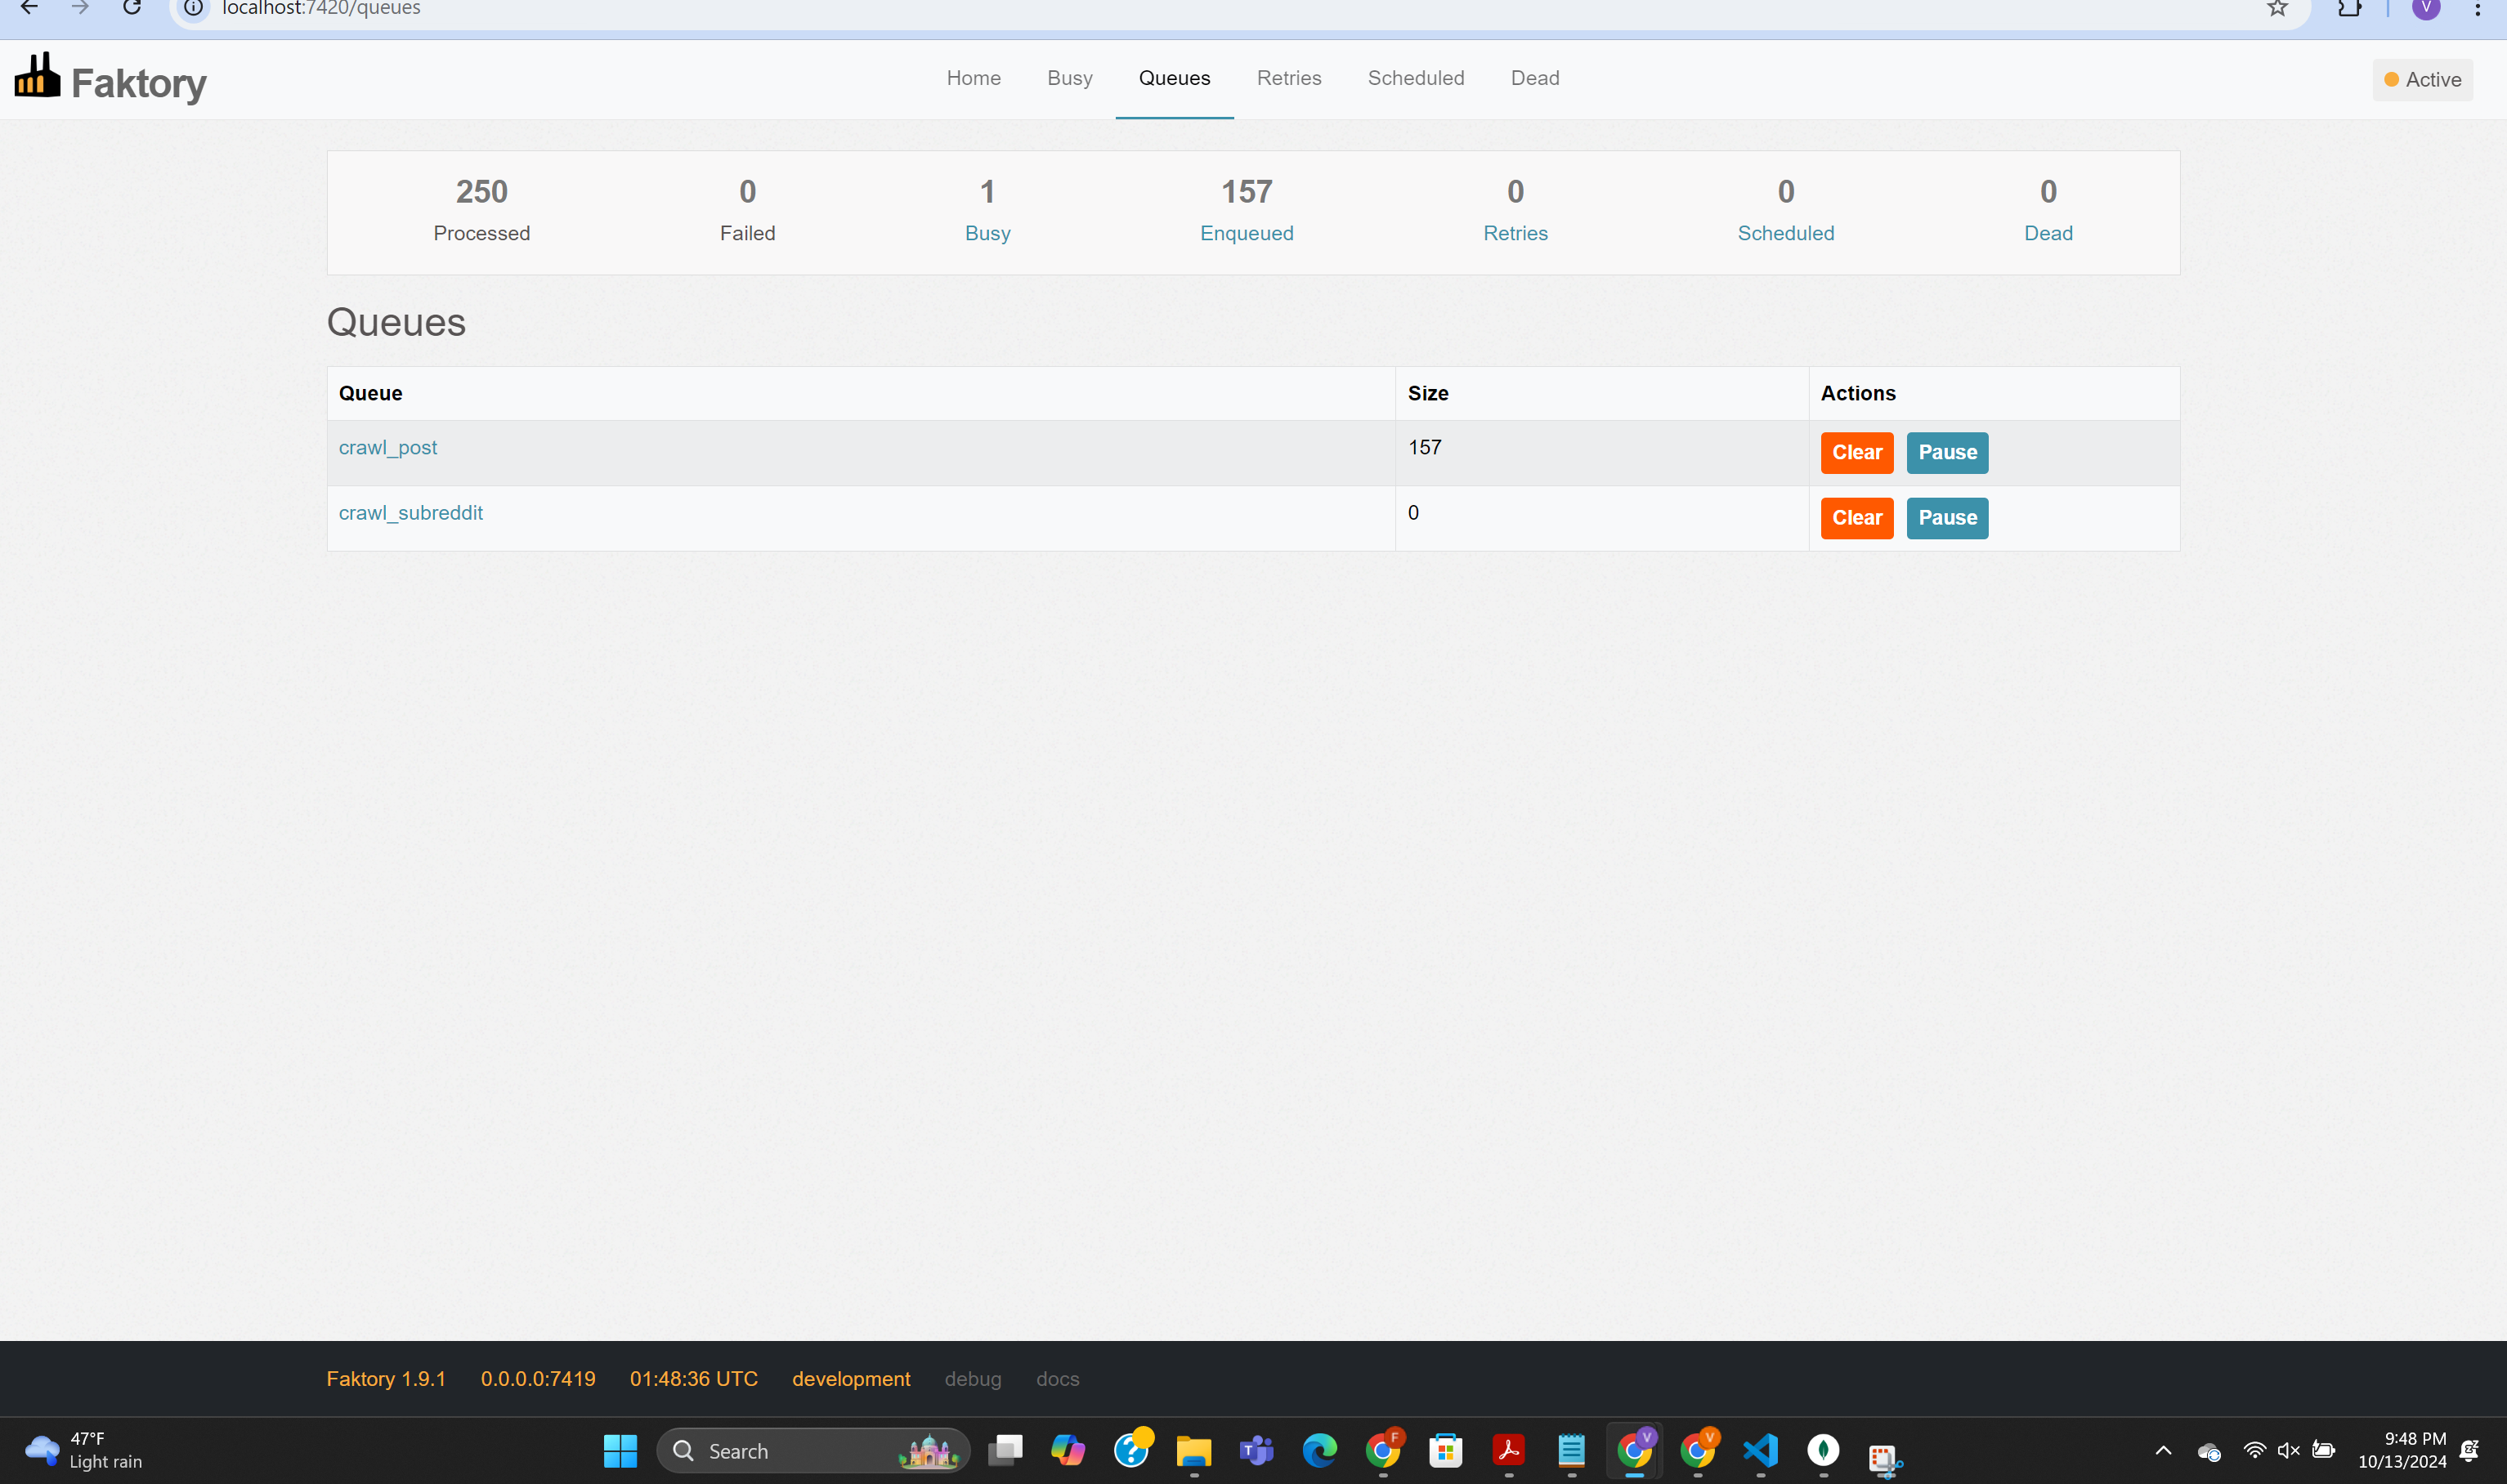 localhost:7420/queues
V
Faktory
Home Busy Queues Retries Scheduled Dead
Active
250 0 1 157 0 0 0
Processed Failed Busy Enqueued Retries Scheduled Dead
Queues
Queue Size Actions
crawl_post 157 Clear Pause
crawl_subreddit 0 Clear Pause
Faktory 1.9.1 0.0.0.0:7419 01:48:36 UTC development debug docs
47°F
Light rain
Search
T
F
V
V
9:48 PM
10/13/2024